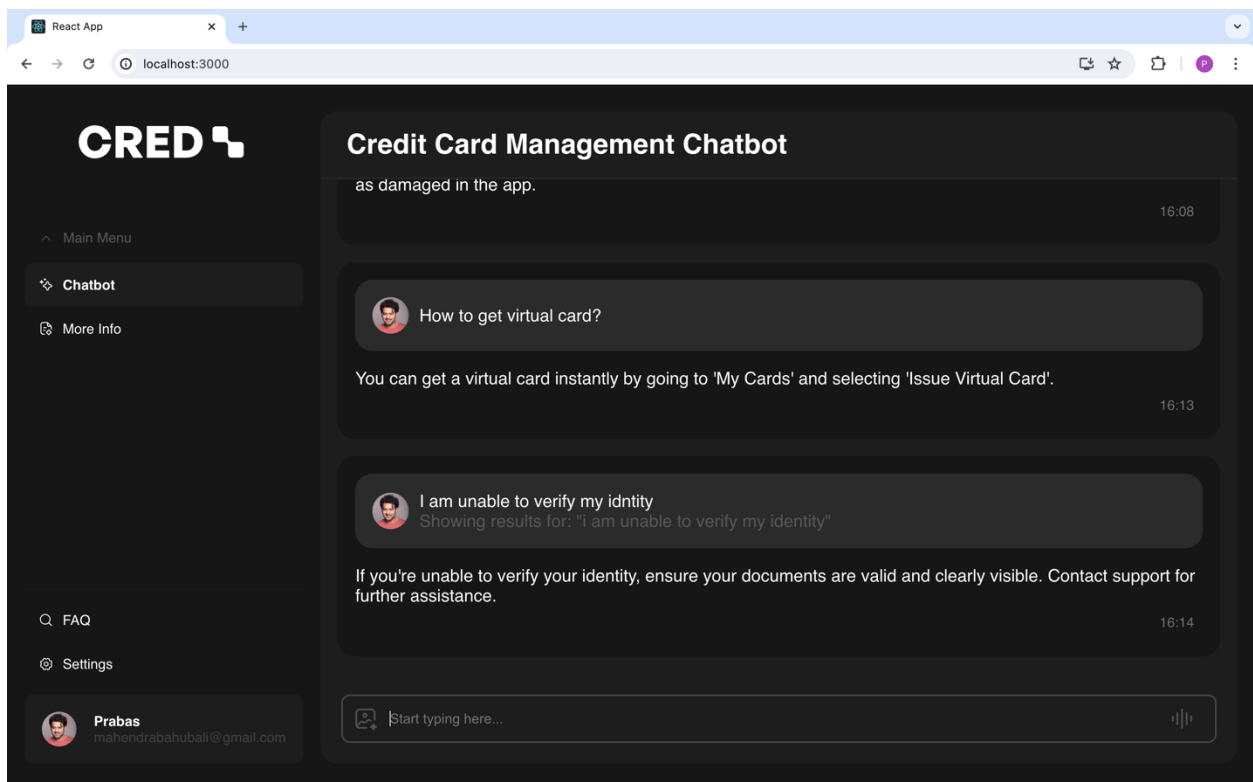 React App
localhost:3000
P
CRED
Main Menu
Chatbot
More Info
FAQ
Settings
Prabas
mahendrabahubali@gmail.com
Credit Card Management Chatbot
as damaged in the app.
16:08
How to get virtual card?
You can get a virtual card instantly by going to 'My Cards' and selecting 'Issue Virtual Card'.
16:13
I am unable to verify my idntity
Showing results for: "i am unable to verify my identity"
If you're unable to verify your identity, ensure your documents are valid and clearly visible. Contact support for
further assistance.
16:14
Start typing here...